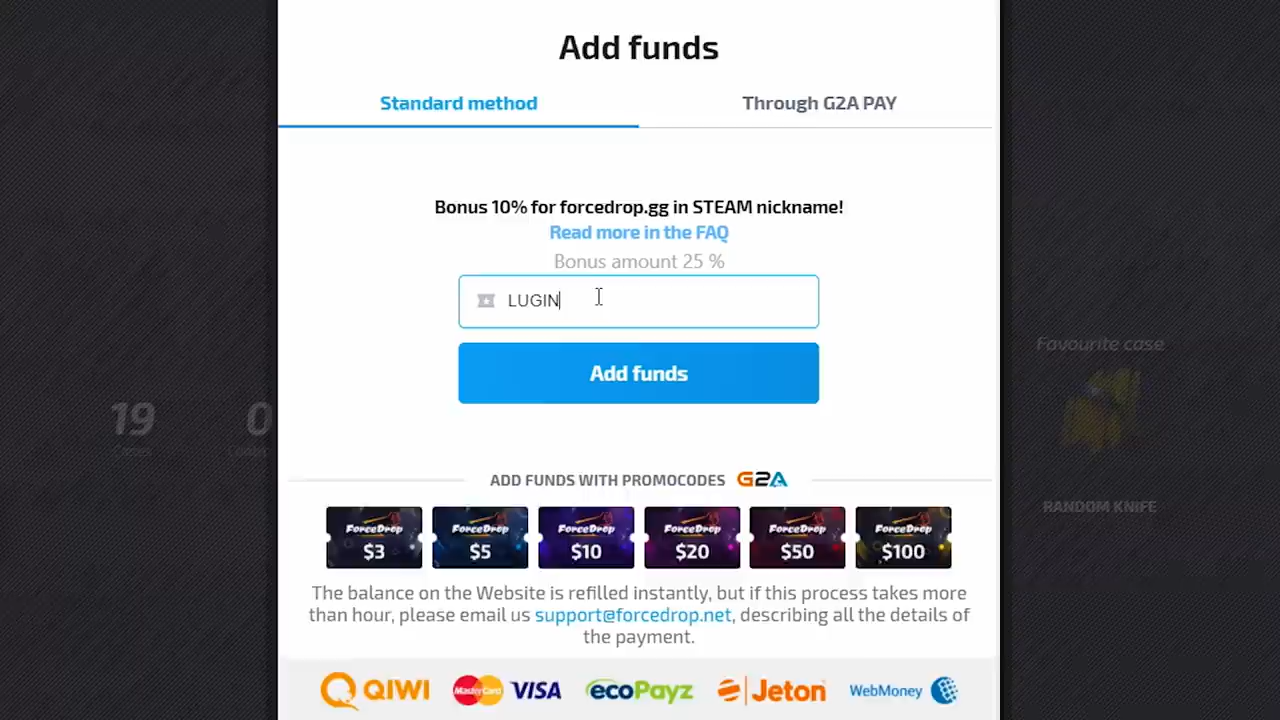 Add funds
Standard method
Through G2A PAY
Bonus 10% for forcedrop.gg in STEAM nickname!
Read more in the FAQ
Bonus amount 25 %
LUGIN
Add funds
19
0
Cases
Favourite case
RANDOM KNIFE
ADD FUNDS WITH PROMOCODES G2A
ForceDrop $3
ForceDrop $5
ForceDrop $10
ForceDrop $20
ForceDrop $50
ForceDrop $100
The balance on the Website is refilled instantly, but if this process takes more
than hour, please email us support@forcedrop.net, describing all the details of
the payment.
QIWI MasterCard VISA ecoPayz Jeton WebMoney